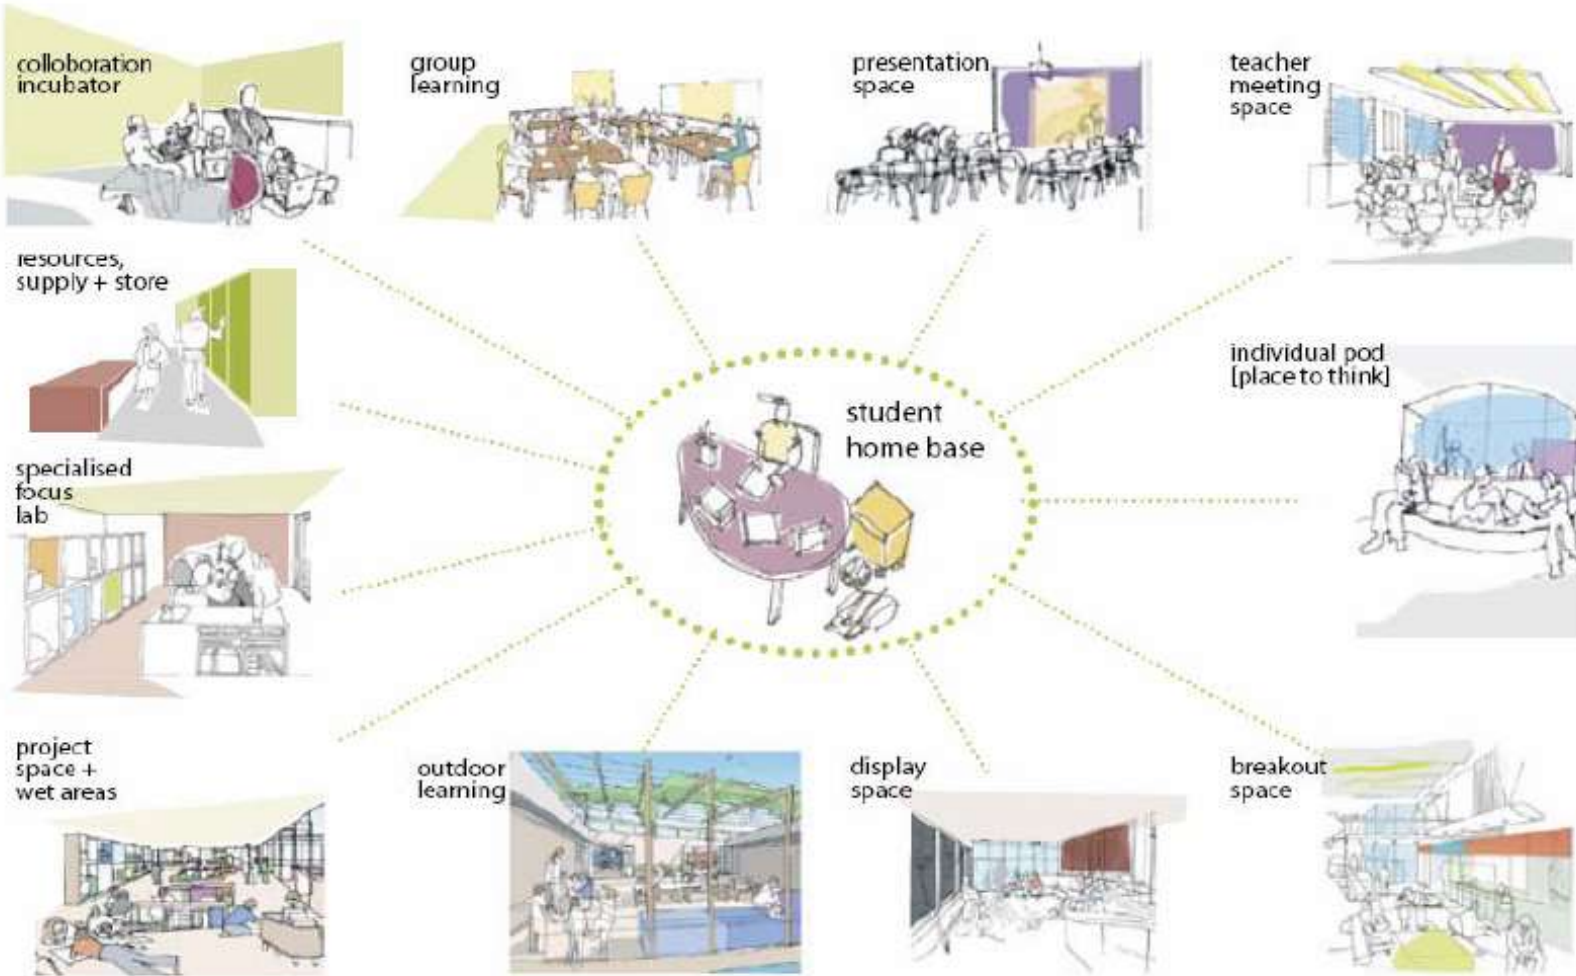 colloboration
incubator
group
learning
presentation
space
teacher
meeting
space
resources,
supply + store
individual pod
[place to think]
student
home base
specialised
focus
lab
project
space +
wet areas
outdoor
learning
display
space
breakout
space